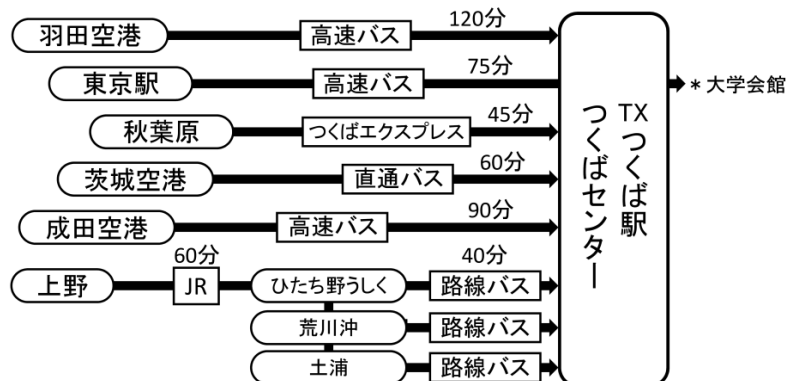 羽田空港 高速バス 120分
東京駅 高速バス 75分
＊大学会館
秋葉原 つくばエクスプレス 45分
茨城空港 直通バス 60分
成田空港 高速バス 90分
上野 60分 JR ひたち野うしく 40分 路線バス
荒川沖 路線バス
土浦 路線バス
TXつくば駅
つくばセンター